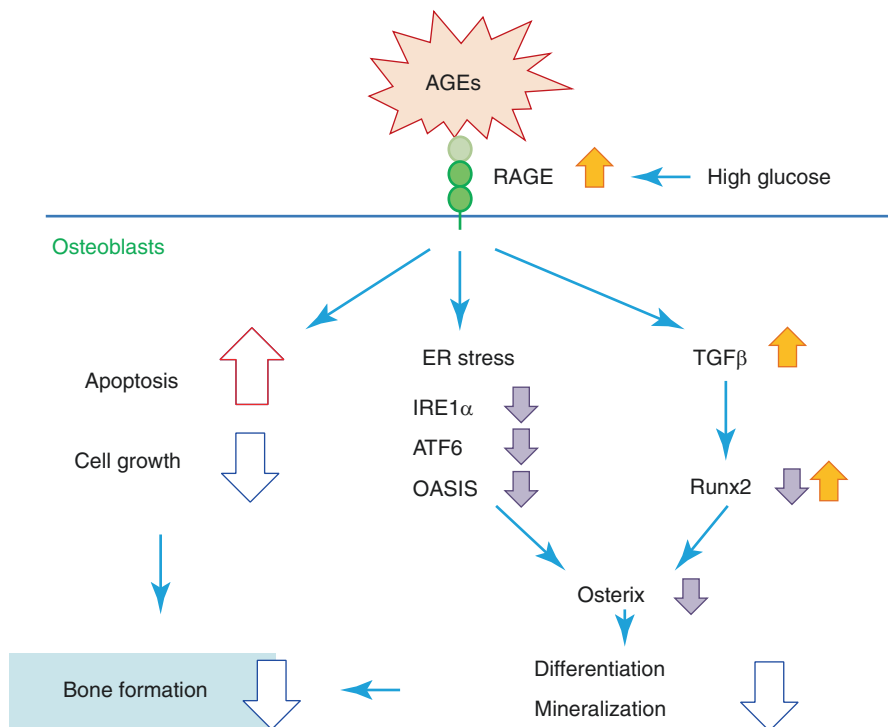 AGEs
RAGE
High glucose
Osteoblasts
Apoptosis
Cell growth
ER stress
IRE1α
ATF6
OASIS
TGFβ
Runx2
Osterix
Differentiation
Mineralization
Bone formation